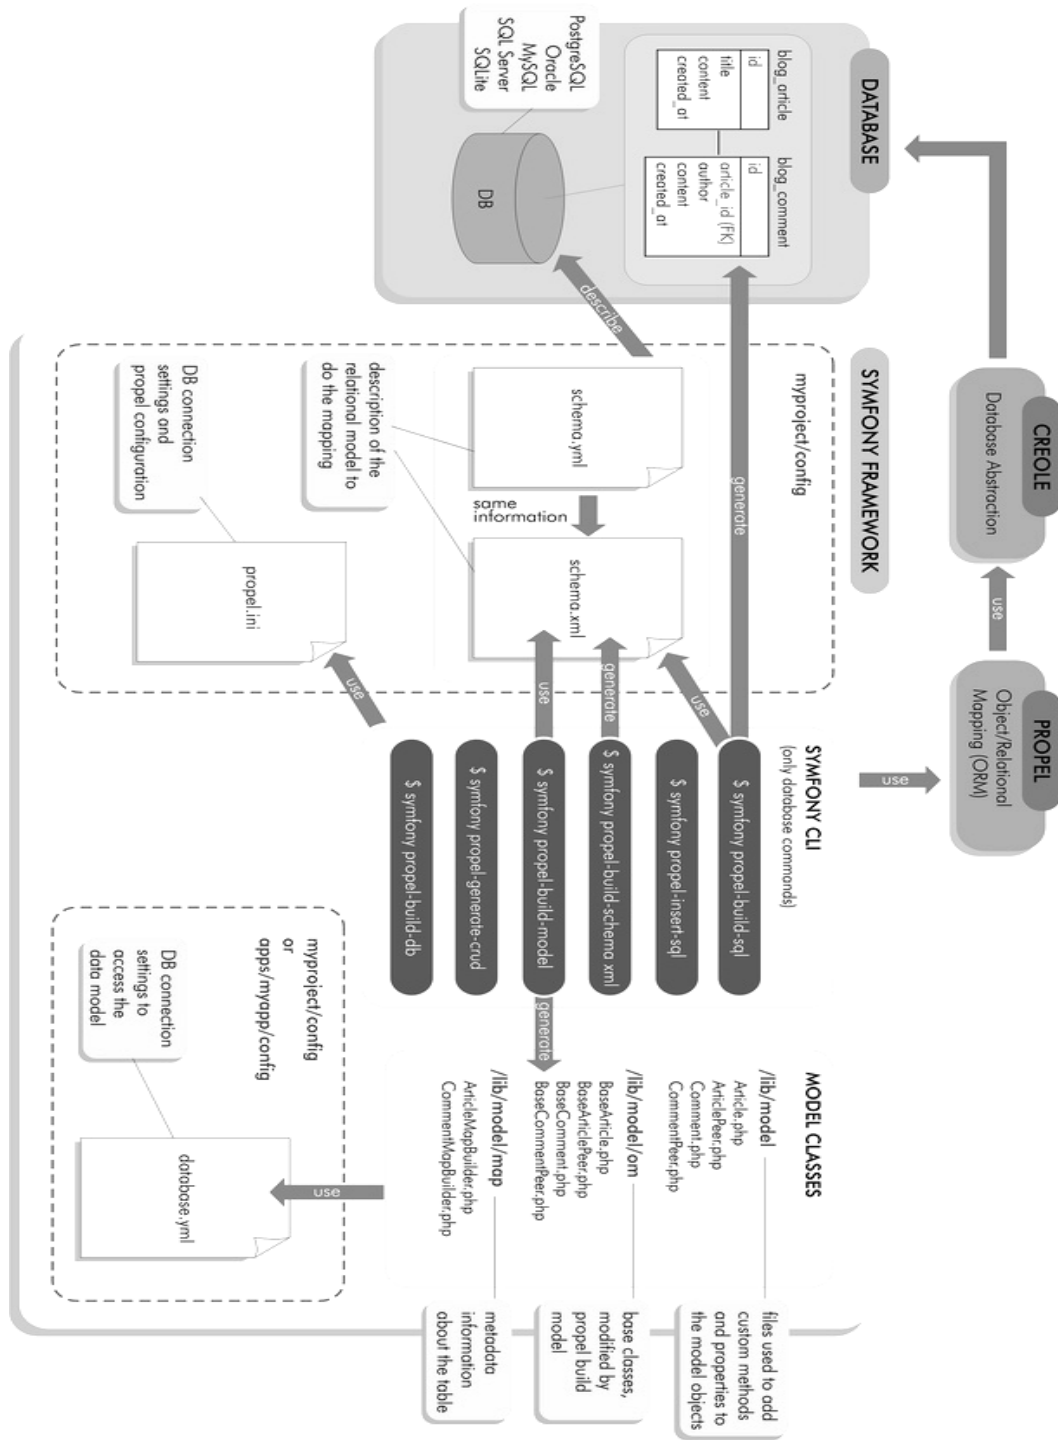 PROPEL
Object/Relational
Mapping (ORM)
use
CREOLE
Database Abstraction
use
DATABASE
blog_article
id
title
content
created_at
blog_comment
id
article_id (FK)
author
content
created_at
DB
PostgreSQL
Oracle
MySQL
SQL Server
SQLite
SYMFONY FRAMEWORK
myproject/config
generate
describe
schema.yml
same
information
schema.xml
description of the
relational model to
do the mapping
DB connection
settings and
propel configuration
propel.ini
use
generate
use
use
SYMFONY CLI
(only database commands)
$ symfony propel-build-sql
$ symfony propel-insert-sql
$ symfony propel-build-schema xml
$ symfony propel-build-model
$ symfony propel-generate-crud
$ symfony propel-build-db
generate
MODEL CLASSES
/lib/model
Article.php
ArticlePeer.php
Comment.php
CommentPeer.php
files used to add
custom methods
and properties to
the model objects
/lib/model/om
BaseArticle.php
BaseArticlePeer.php
BaseComment.php
BaseCommentPeer.php
base classes,
modified by
propel build
model
/lib/model/map
ArticleMapBuilder.php
CommentMapBuilder.php
metadata
information
about the table
use
myproject/config
or
apps/myapp/config
DB connection
settings to
access the
data model
database.yml